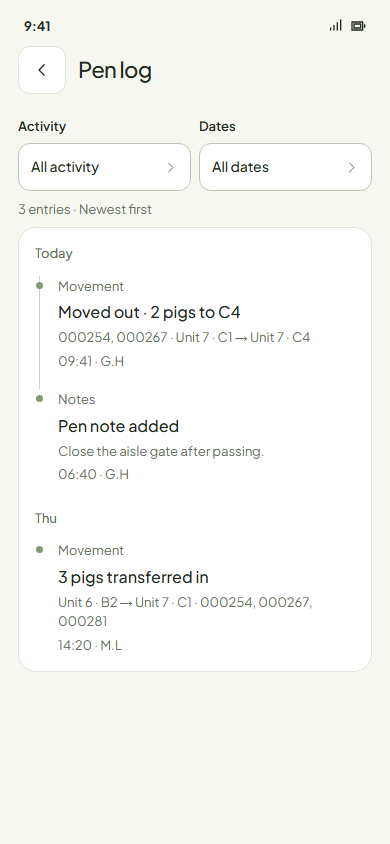 9:41
Pen log
Activity
Dates
All activity
All dates
3 entries · Newest first
Today
Movement
Moved out · 2 pigs to C4
000254, 000267 · Unit 7 · C1 → Unit 7 · C4
09:41 · G.H
Notes
Pen note added
Close the aisle gate after passing.
06:40 · G.H
Thu
Movement
3 pigs transferred in
Unit 6 · B2 → Unit 7 · C1 · 000254, 000267,
000281
14:20 · M.L